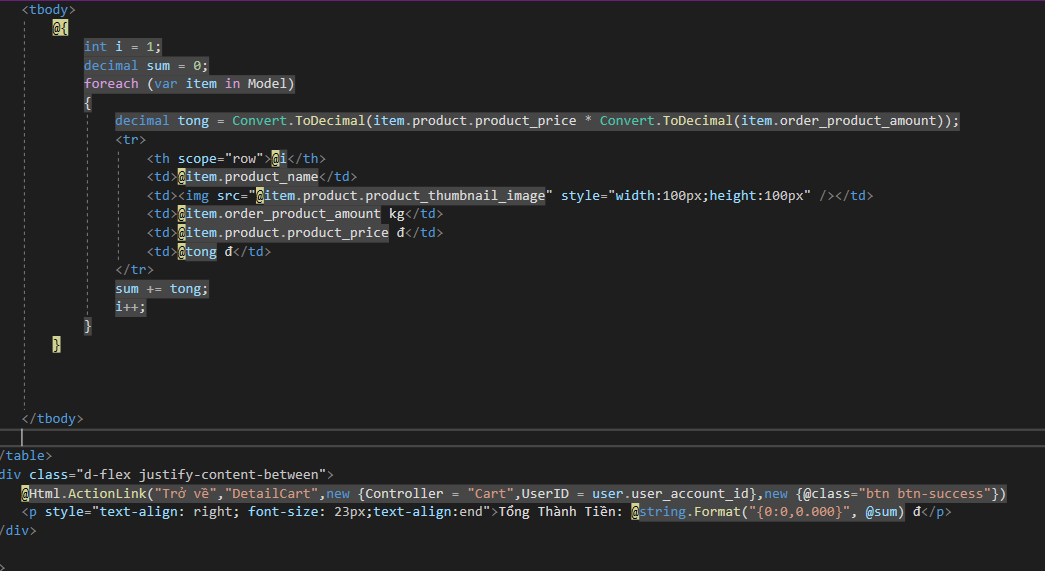 <tbody>
@{
int i = 1;
decimal sum = 0;
foreach (var item in Model)
{
decimal tong = Convert.ToDecimal(item.product.product_price * Convert.ToDecimal(item.order_product_amount));
<tr>
<th scope="row">@i</th>
<td>@item.product_name</td>
<td><img src="@item.product.product_thumbnail_image" style="width:100px;height:100px" /></td>
<td>@item.order_product_amount kg</td>
<td>@item.product.product_price đ</td>
<td>@tong đ</td>
</tr>
sum += tong;
i++;
}
}
</tbody>
/table>
div class="d-flex justify-content-between">
@Html.ActionLink("Trở về","DetailCart",new {Controller = "Cart",UserID = user.user_account_id},new {@class="btn btn-success"})
<p style="text-align: right; font-size: 23px;text-align:end">Tổng Thành Tiền: @string.Format("{0:0,0.000}", @sum) đ</p>
/div>
>